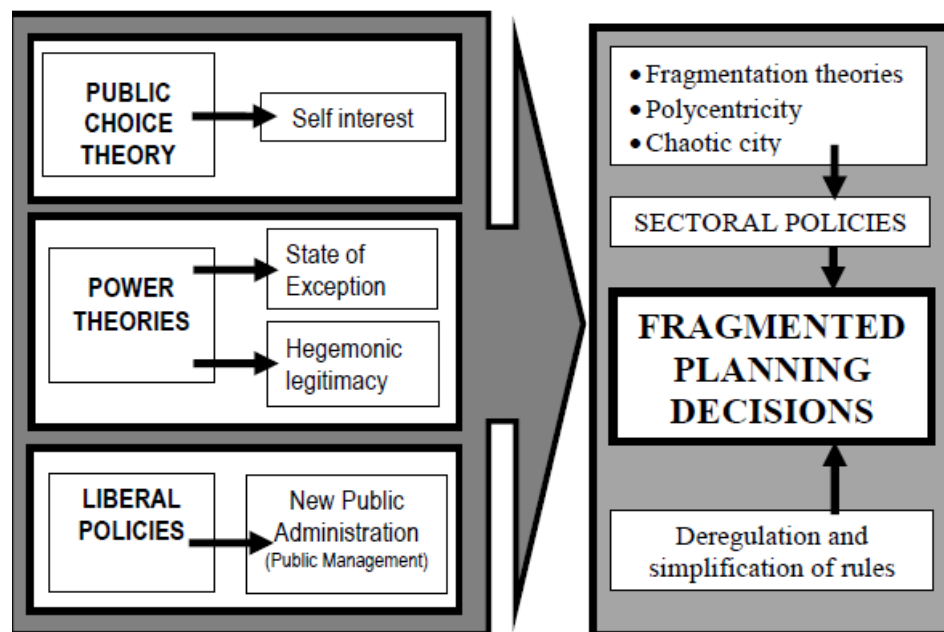 PUBLIC
CHOICE
THEORY
Self interest
POWER
THEORIES
State of
Exception
Hegemonic
legitimacy
LIBERAL
POLICIES
New Public
Administration
(Public Management)
• Fragmentation theories
• Polycentricity
• Chaotic city
SECTORAL POLICIES
FRAGMENTED
PLANNING
DECISIONS
Deregulation and
simplification of rules